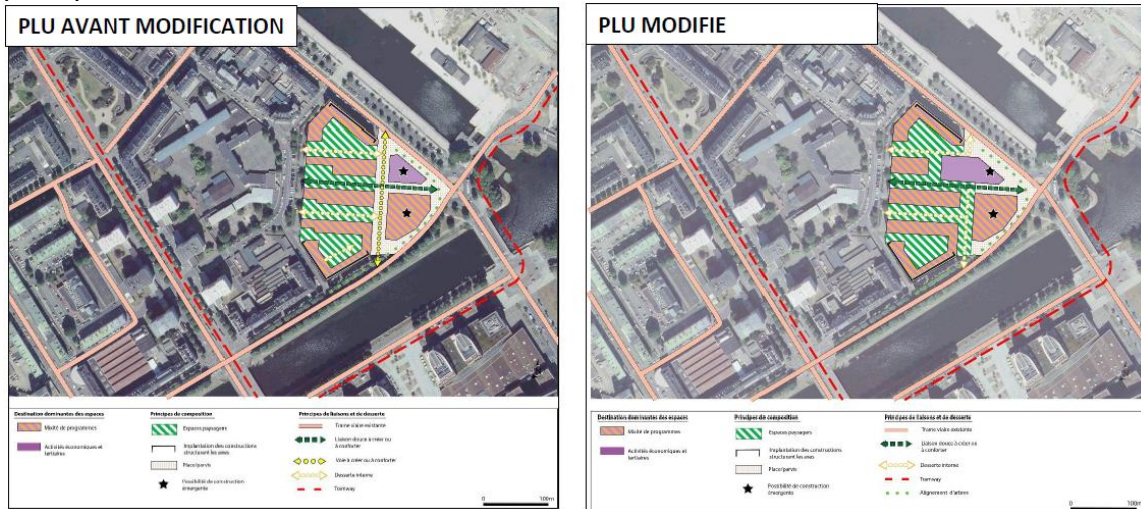 PLU AVANT MODIFICATION
Destination dominantes des espaces
Mixité de programmes
Activités économiques et
tertiaires
Principes de composition
Espaces paysagers
Implantation des constructions
structurant les axes
Place/parvis
Possibilité de construction
émergente
Principes de liaisons et de desserte
Trame viaire existante
Liaison douce à créer ou
à conforter
Voie à créer ou à conforter
Desserte interne
Tramway
0 100m
PLU MODIFIE
Destination dominantes des espaces
Mixité de programmes
Activités économiques et
tertiaires
Principes de composition
Espaces paysagers
Implantation des constructions
structurant les axes
Place/parvis
Possibilité de construction
émergente
Principes de liaisons et de desserte
Trame viaire existante
Liaison douce à créer ou
à conforter
Desserte interne
Tramway
Alignement d'arbres
0 100m